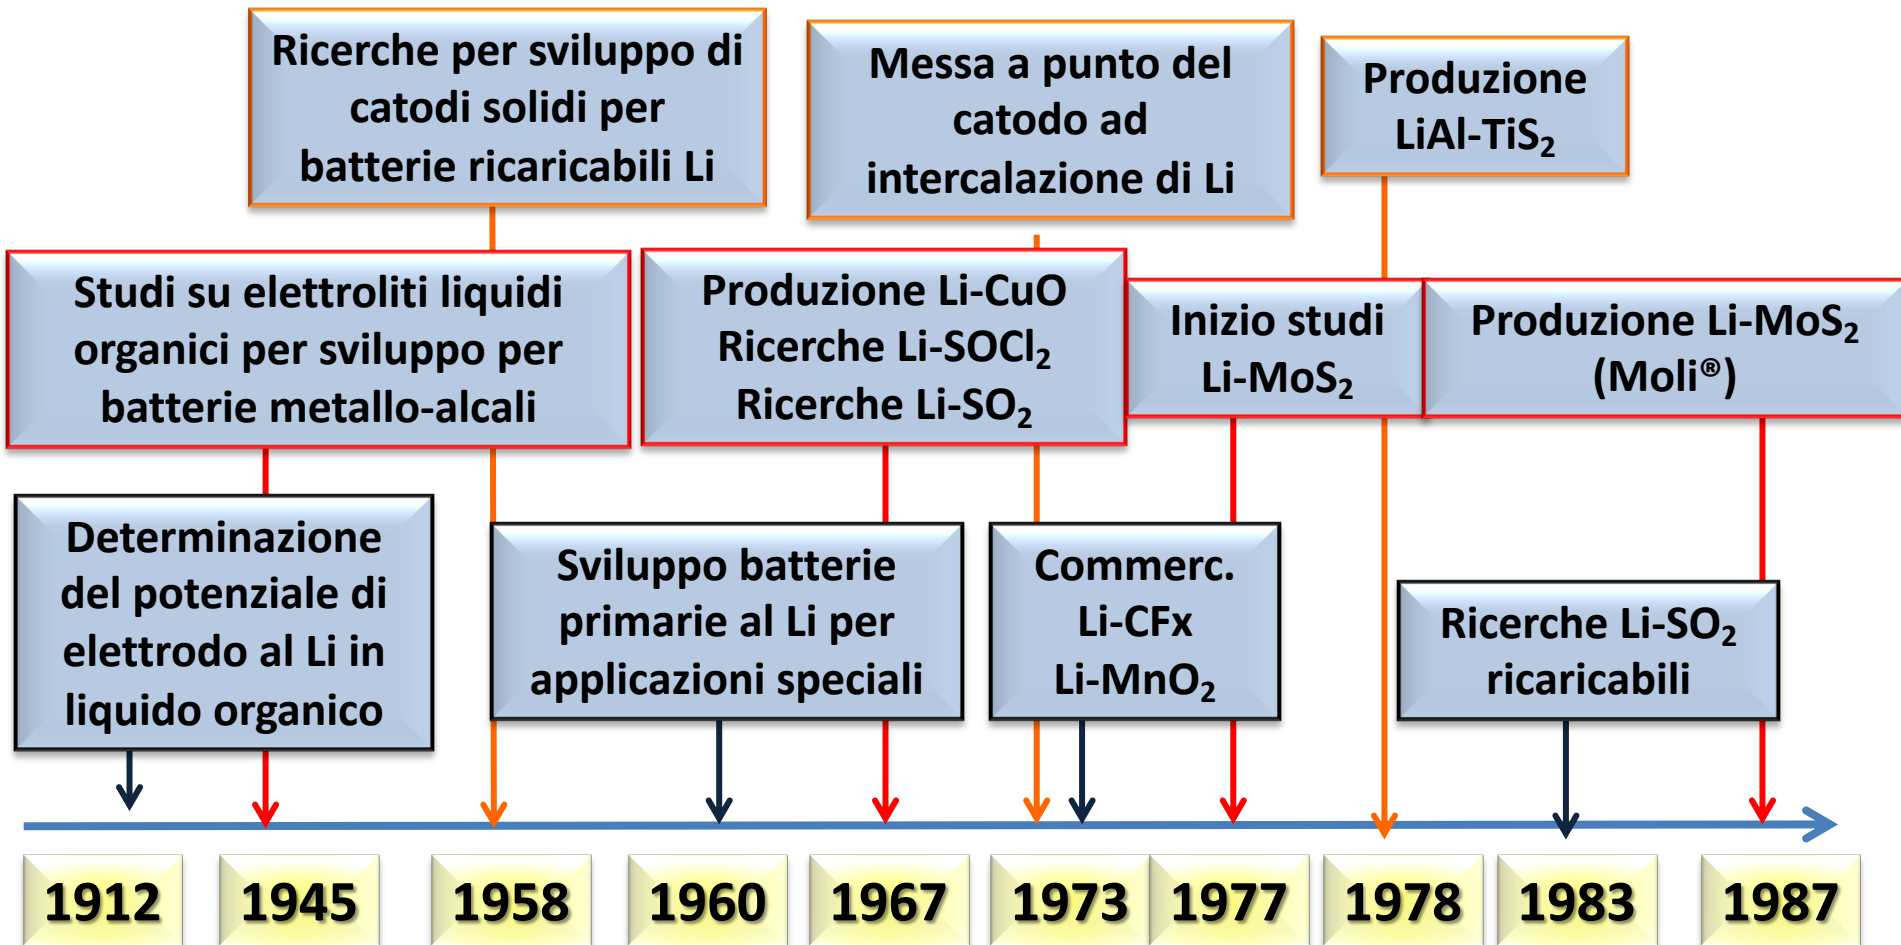 Ricerche per sviluppo di
catodi solidi per
batterie ricaricabili Li
Messa a punto del
catodo ad
intercalazione di Li
Produzione
LiAl-TiS₂
Studi su elettroliti liquidi
organici per sviluppo per
batterie metallo-alcali
Produzione Li-CuO
Ricerche Li-SOCl₂
Ricerche Li-SO₂
Inizio studi
Li-MoS₂
Produzione Li-MoS₂
(Moli®)
Determinazione
del potenziale di
elettrodo al Li in
liquido organico
Sviluppo batterie
primarie al Li per
applicazioni speciali
Commerc.
Li-CFx
Li-MnO₂
Ricerche Li-SO₂
ricaricabili
1912
1945
1958
1960
1967
1973
1977
1978
1983
1987